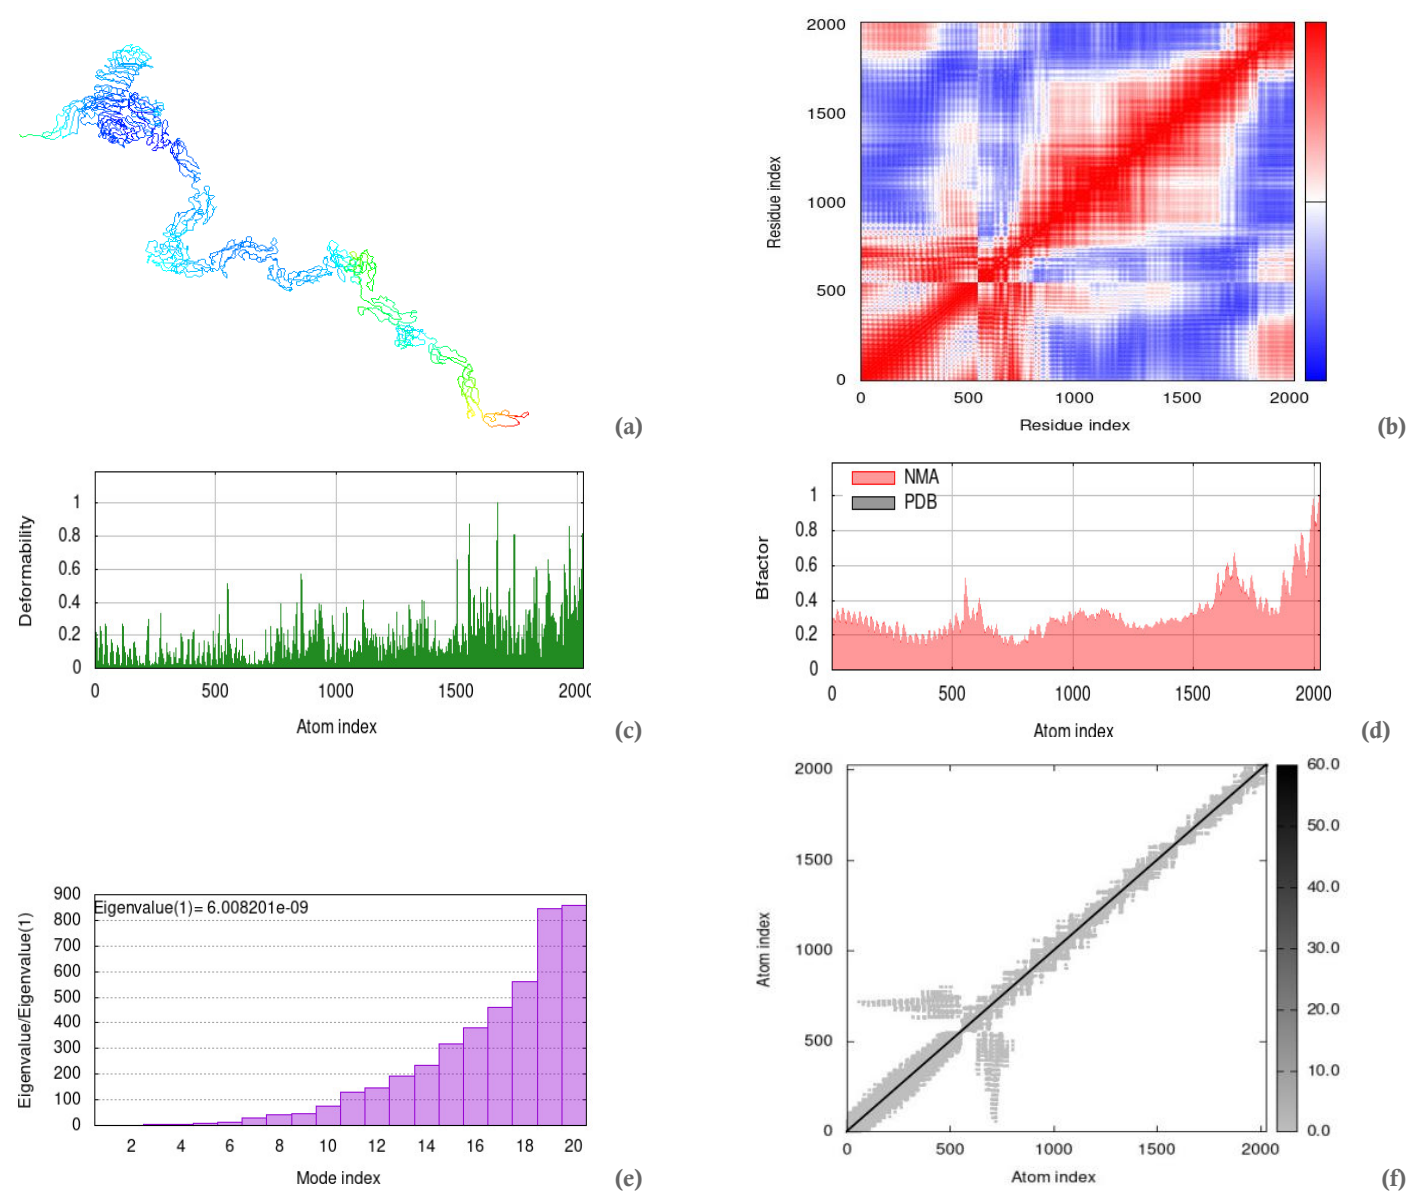 (a)
2000
1500
1000
500
0
Residue index
0 500 1000 1500 2000
Residue index
(b)
1
0.8
0.6
0.4
0.2
0
Deformability
0 500 1000 1500 2000
Atom index
(c)
NMA
PDB
1
0.8
0.6
0.4
0.2
0
Bfactor
0 500 1000 1500 2000
Atom index
(d)
Eigenvalue(1)= 6.008201e-09
900
800
700
600
500
400
300
200
100
0
Eigenvalue/Eigenvalue(1)
2 4 6 8 10 12 14 16 18 20
Mode index
(e)
2000
1500
1000
500
0
Atom index
0 500 1000 1500 2000
Atom index
60.0
50.0
40.0
30.0
20.0
10.0
0.0
(f)